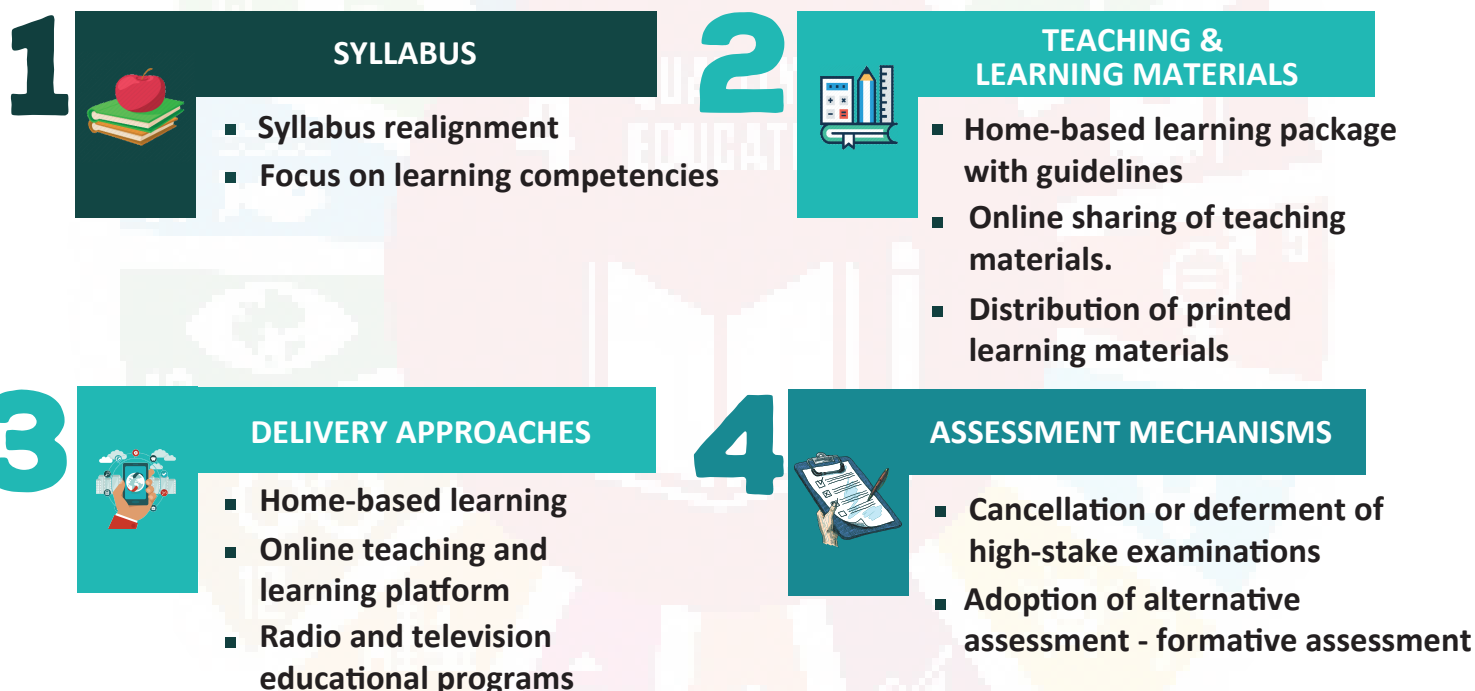 1
SYLLABUS
▪ Syllabus realignment
▪ Focus on learning competencies
2
TEACHING &
LEARNING MATERIALS
▪ Home-based learning package
with guidelines
▪ Online sharing of teaching
materials.
▪ Distribution of printed
learning materials
3
DELIVERY APPROACHES
▪ Home-based learning
▪ Online teaching and
learning platform
▪ Radio and television
educational programs
4
ASSESSMENT MECHANISMS
▪ Cancellation or deferment of
high-stake examinations
▪ Adoption of alternative
assessment - formative assessment